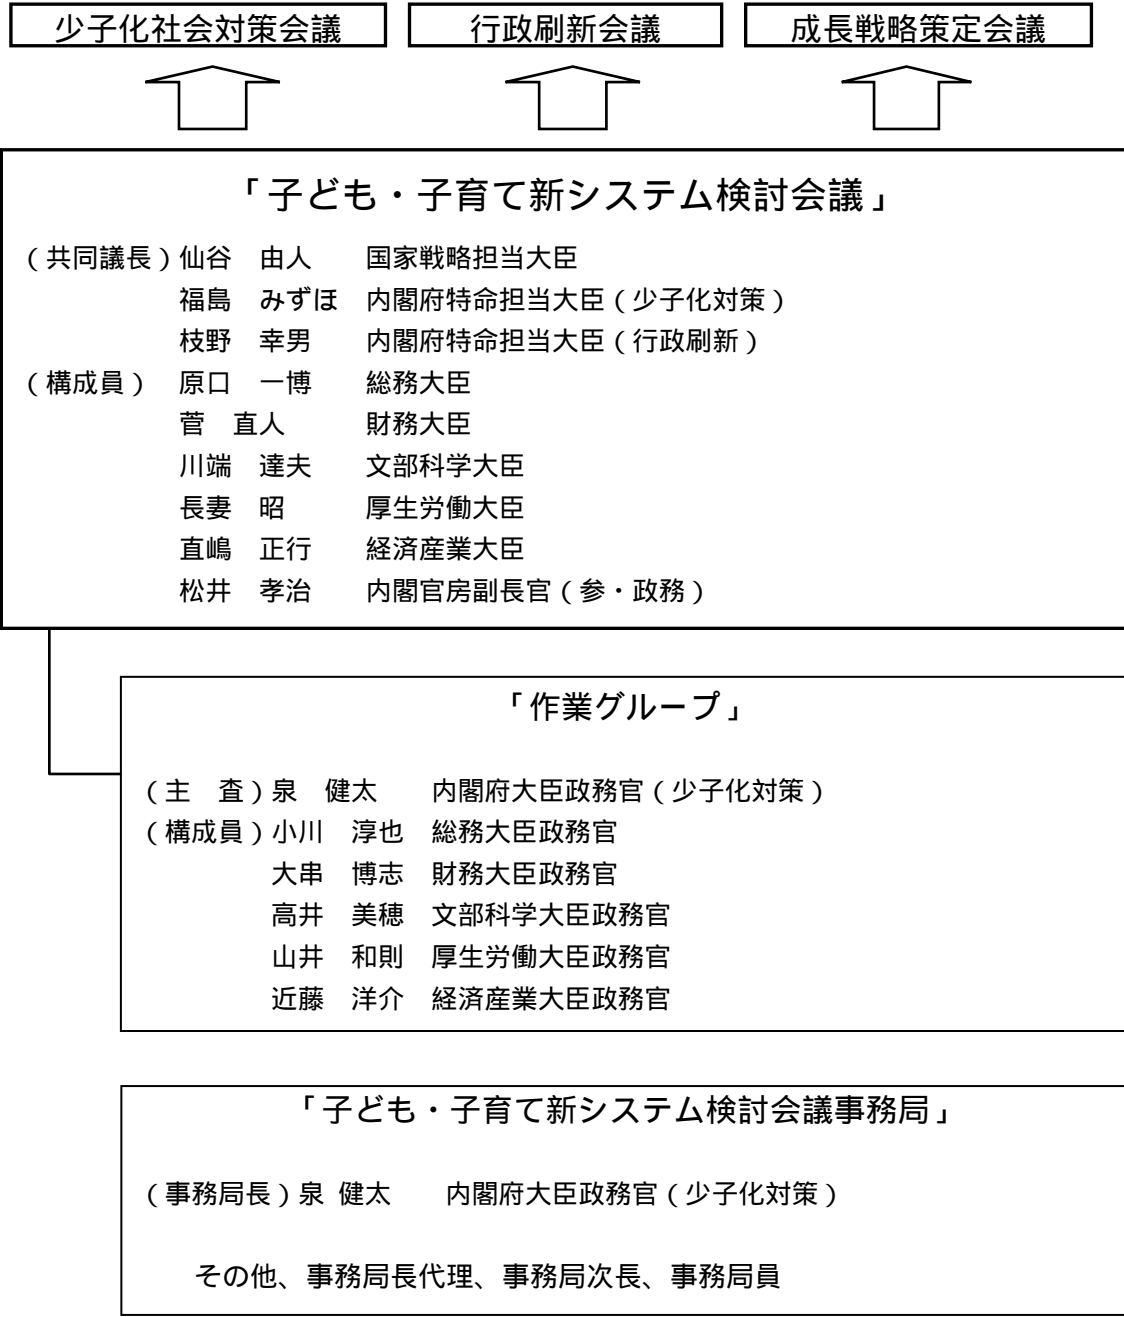 少子化社会対策会議　行政刷新会議　成長戦略策定会議
「子ども・子育て新システム検討会議」
（共同議長）仙谷　由人　　国家戦略担当大臣
福島　みずほ　内閣府特命担当大臣（少子化対策）
枝野　幸男　　内閣府特命担当大臣（行政刷新）
（構成員）　原口　一博　　総務大臣
菅　直人　　　財務大臣
川端　達夫　　文部科学大臣
長妻　昭　　　厚生労働大臣
直嶋　正行　　経済産業大臣
松井　孝治　　内閣官房副長官（参・政務）
「作業グループ」
（主　査）泉　健太　　内閣府大臣政務官（少子化対策）
（構成員）小川　淳也　総務大臣政務官
大串　博志　財務大臣政務官
高井　美穂　文部科学大臣政務官
山井　和則　厚生労働大臣政務官
近藤　洋介　経済産業大臣政務官
「子ども・子育て新システム検討会議事務局」
（事務局長）泉 健太　　内閣府大臣政務官（少子化対策）
その他、事務局長代理、事務局次長、事務局員